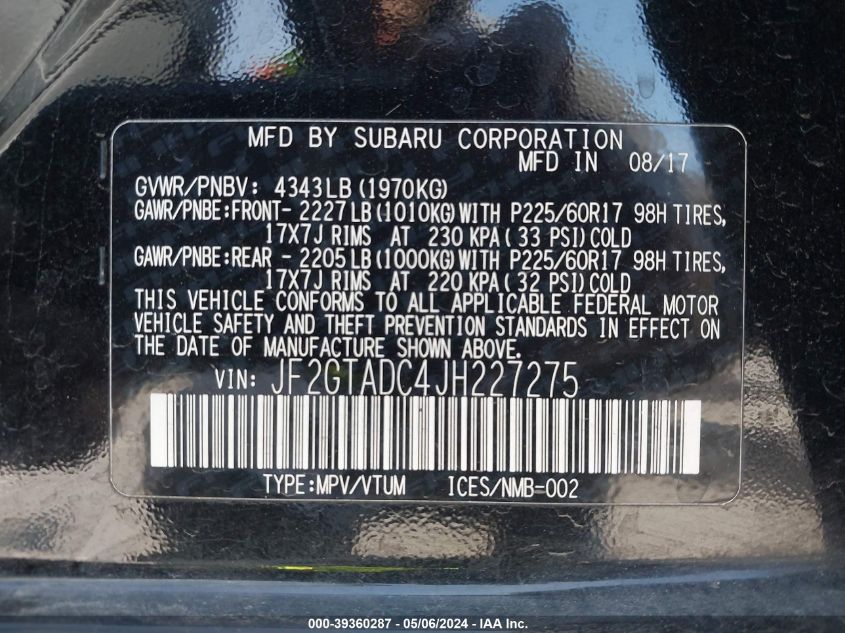 MFD BY SUBARU CORPORATION
MFD IN 08/17
GVWR/PNBV: 4343LB (1970KG)
GAWR/PNBE:FRONT- 2227LB (1010KG) WITH P225/60R17 98H TIRES,
17X7J RIMS AT 230 KPA ( 33 PSI) COLD
GAWR/PNBE:REAR - 2205LB (1000KG) WITH P225/60R17 98H TIRES,
17X7J RIMS AT 220 KPA ( 32 PSI) COLD
THIS VEHICLE CONFORMS TO ALL APPLICABLE FEDERAL MOTOR
VEHICLE SAFETY AND THEFT PREVENTION STANDARDS IN EFFECT ON
THE DATE OF MANUFACTURE SHOWN ABOVE.
VIN: JF2GTADC4JH227275
TYPE:MPV/VTUM ICES/NMB-002
000-39360287 - 05/06/2024 - IAA Inc.